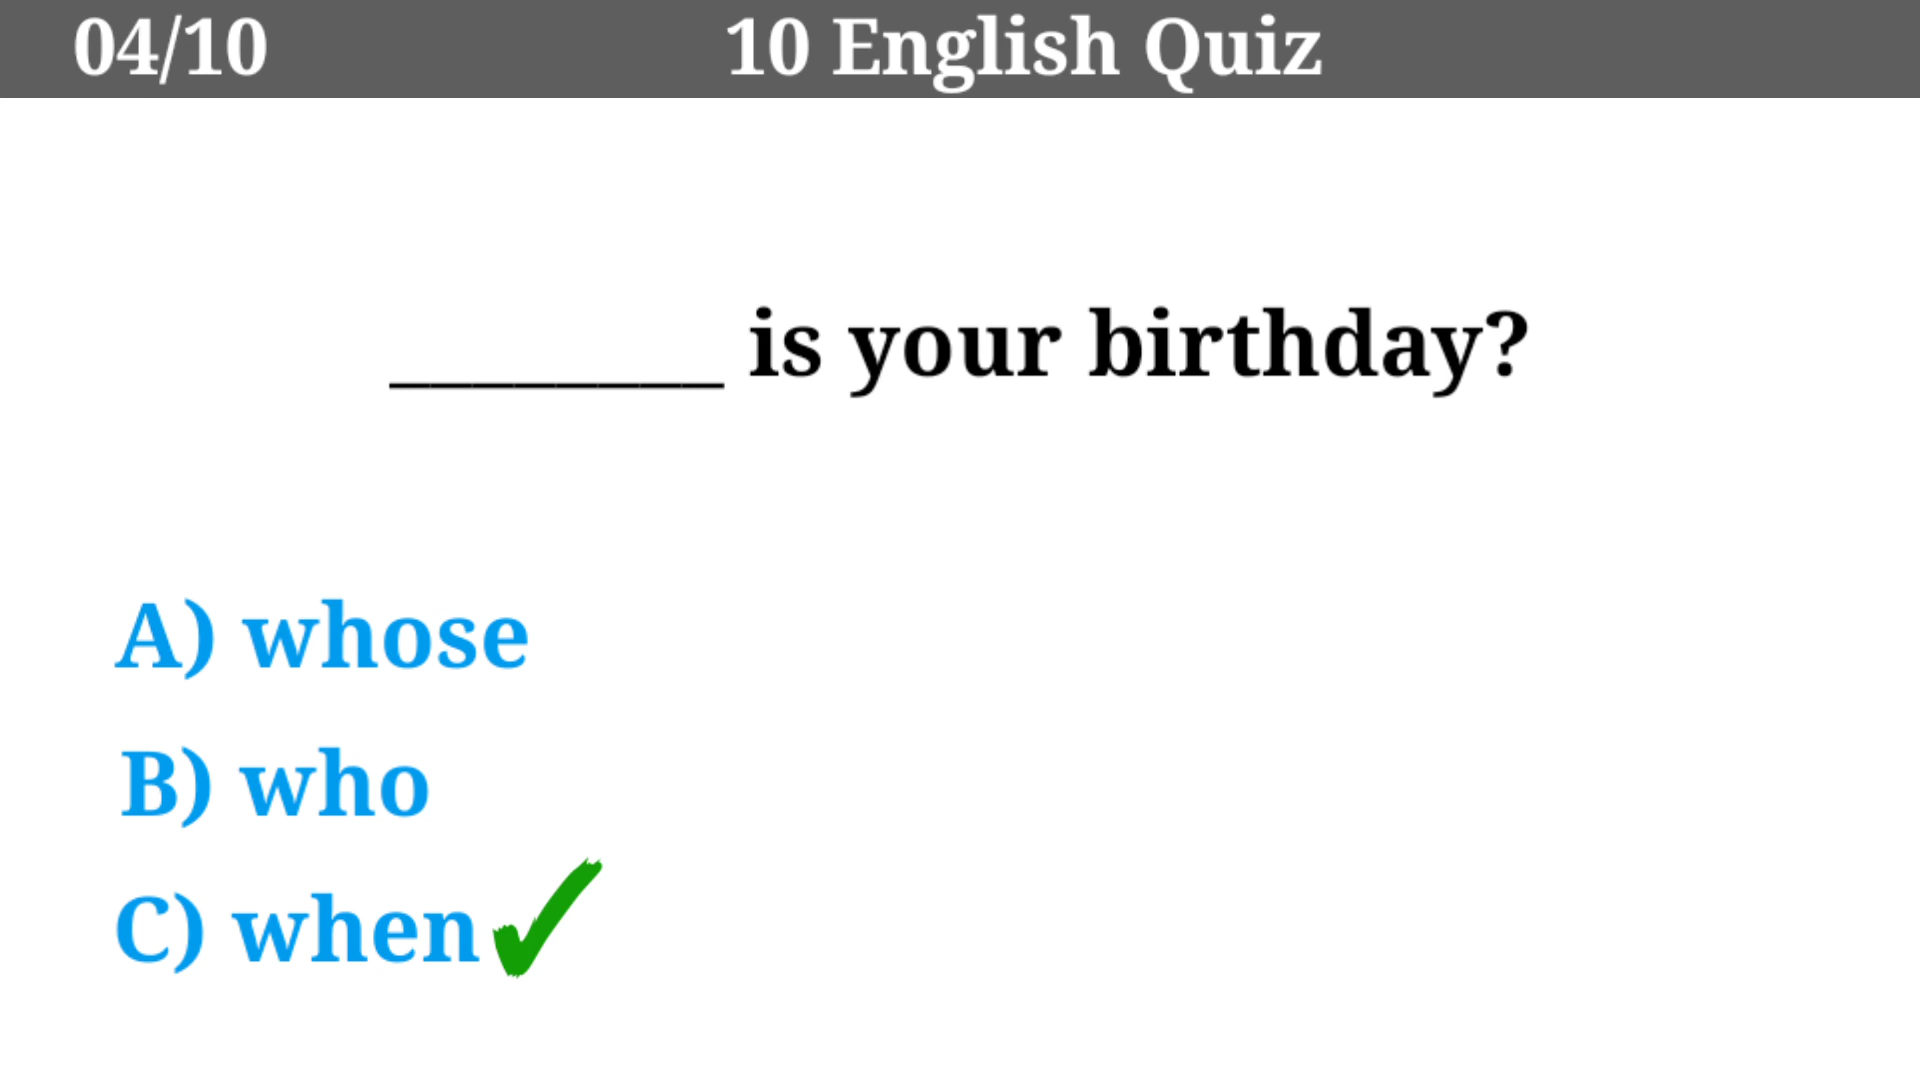 04/10 10 English Quiz
________ is your birthday?
A) whose
B) who
C) when